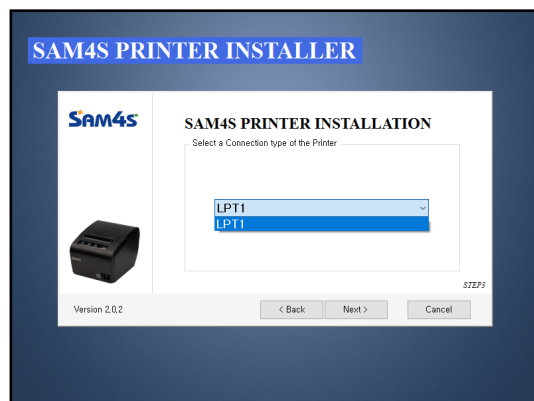 SAM4S PRINTER INSTALLER
SAM4S
SAM4S PRINTER INSTALLATION
Select a Connection type of the Printer
LPT1
LPT1
STEP3
Version 2.0.2
< Back
Next >
Cancel